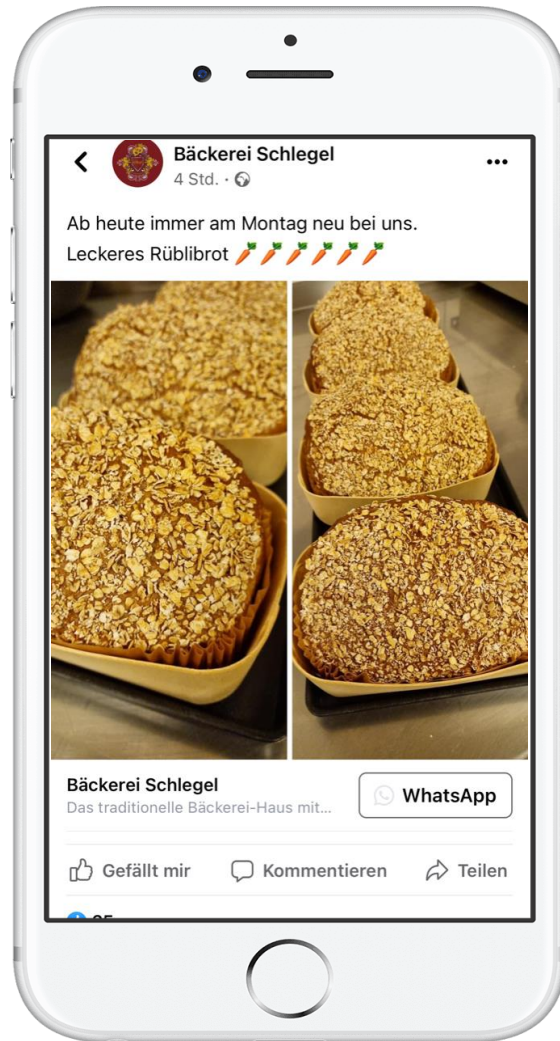 Bäckerei Schlegel
4 Std. ·
Ab heute immer am Montag neu bei uns.
Leckeres Rüblibrot 🥕🥕🥕🥕🥕🥕
Bäckerei Schlegel
Das traditionelle Bäckerei-Haus mit...
WhatsApp
Gefällt mir
Kommentieren
Teilen